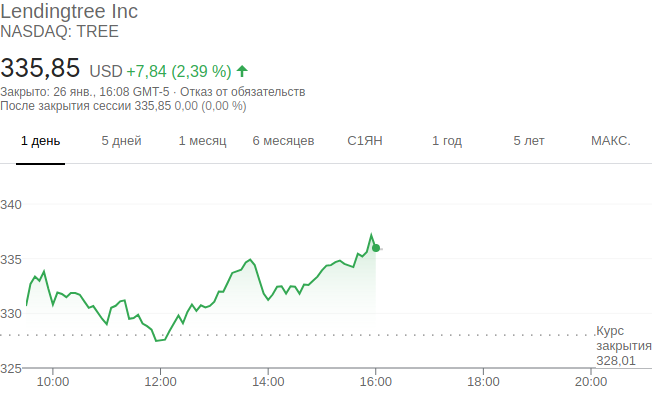 Lendingtree Inc
NASDAQ: TREE
335,85 USD +7,84 (2,39 %)
Закрыто: 26 янв., 16:08 GMT-5 · Отказ от обязательств
После закрытия сессии 335,85 0,00 (0,00 %)
1 день 5 дней 1 месяц 6 месяцев С1ЯН 1 год 5 лет МАКС.
340
335
330
Курс
закрытия
328,01
325
10:00 12:00 14:00 16:00 18:00 20:00